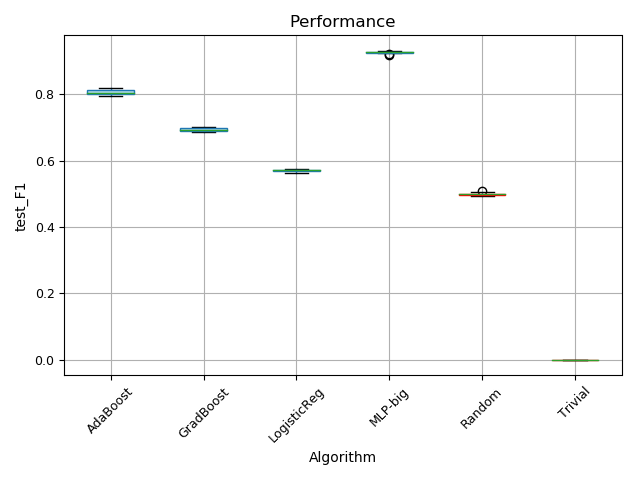 Performance
test_F1
0.8
0.6
0.4
0.2
0.0
AdaBoost
GradBoost
LogisticReg
MLP-big
Random
Trivial
Algorithm